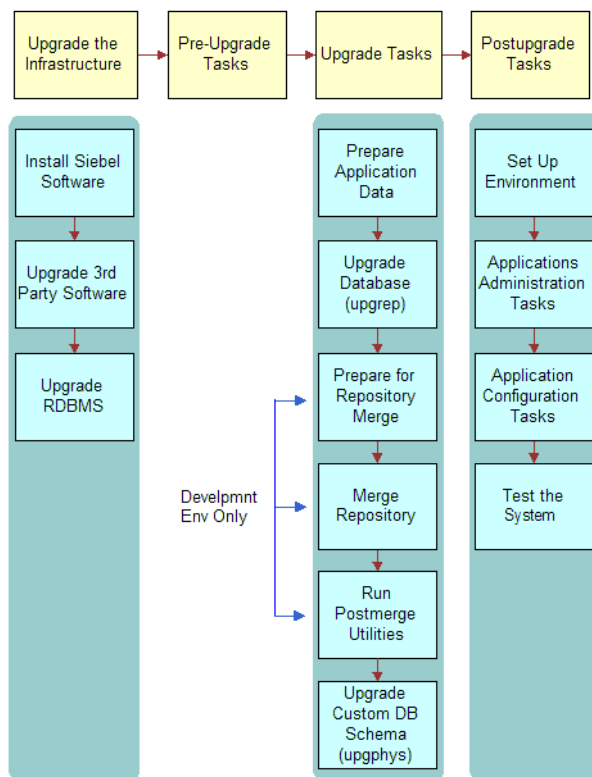 Upgrade the
Infrastructure
Pre-Upgrade
Tasks
Upgrade Tasks
Postupgrade
Tasks
Install Siebel
Software
Upgrade 3rd
Party Software
Upgrade
RDBMS
Develpmnt
Env Only
Prepare
Application
Data
Upgrade
Database
(upgrep)
Prepare for
Repository
Merge
Merge
Repository
Run
Postmerge
Utilities
Upgrade
Custom DB
Schema
(upgphys)
Set Up
Environment
Applications
Administration
Tasks
Application
Configuration
Tasks
Test the
System